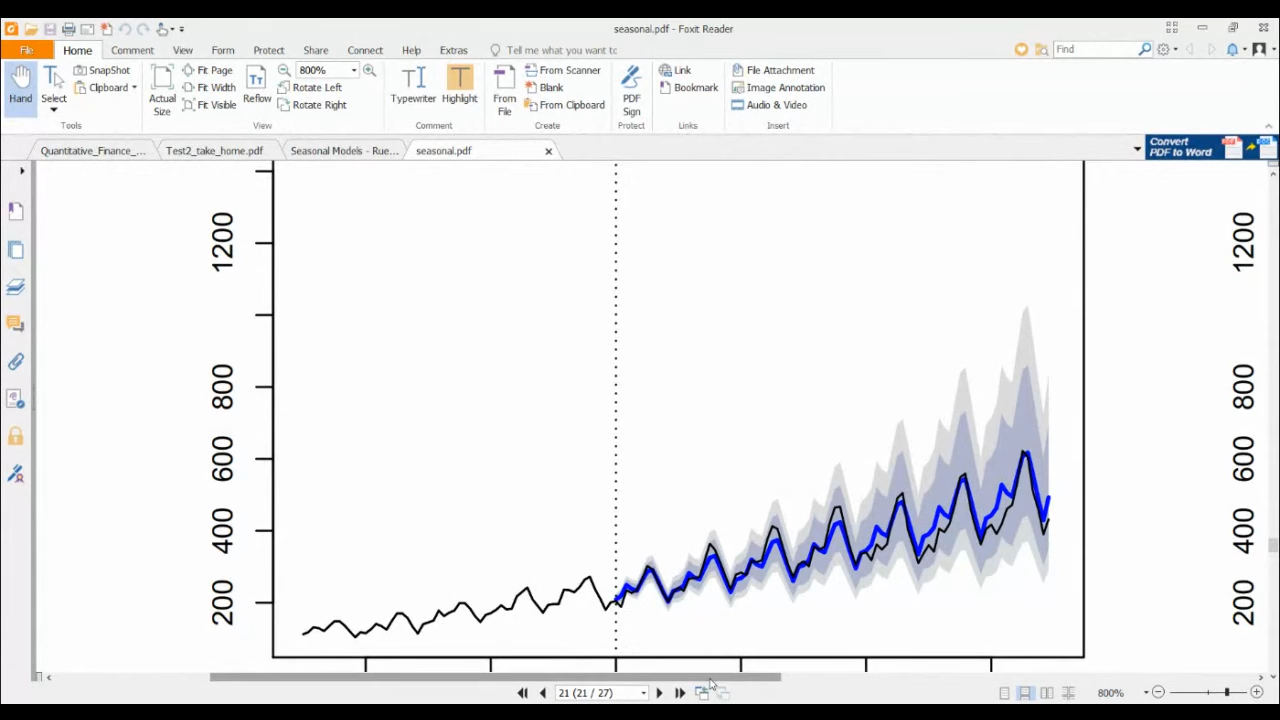 seasonal.pdf - Foxit Reader
File Home Comment View Form Protect Share Connect Help Extras Tell me what you want to Find
Hand
Select
SnapShot
Clipboard
Tools
Actual Size
Fit Page
Fit Width
Fit Visible
Reflow
800%
Rotate Left
Rotate Right
View
Typewriter
Highlight
Comment
From File
From Scanner
Blank
From Clipboard
Create
PDF Sign
Protect
Link
Bookmark
Links
File Attachment
Image Annotation
Audio & Video
Insert
Quantitative_Finance_... Test2_take_home.pdf Seasonal Models - Rue... seasonal.pdf
Convert
PDF to Word
1200
800
600
400
200
1200
800
600
400
200
21 (21 / 27)
800%